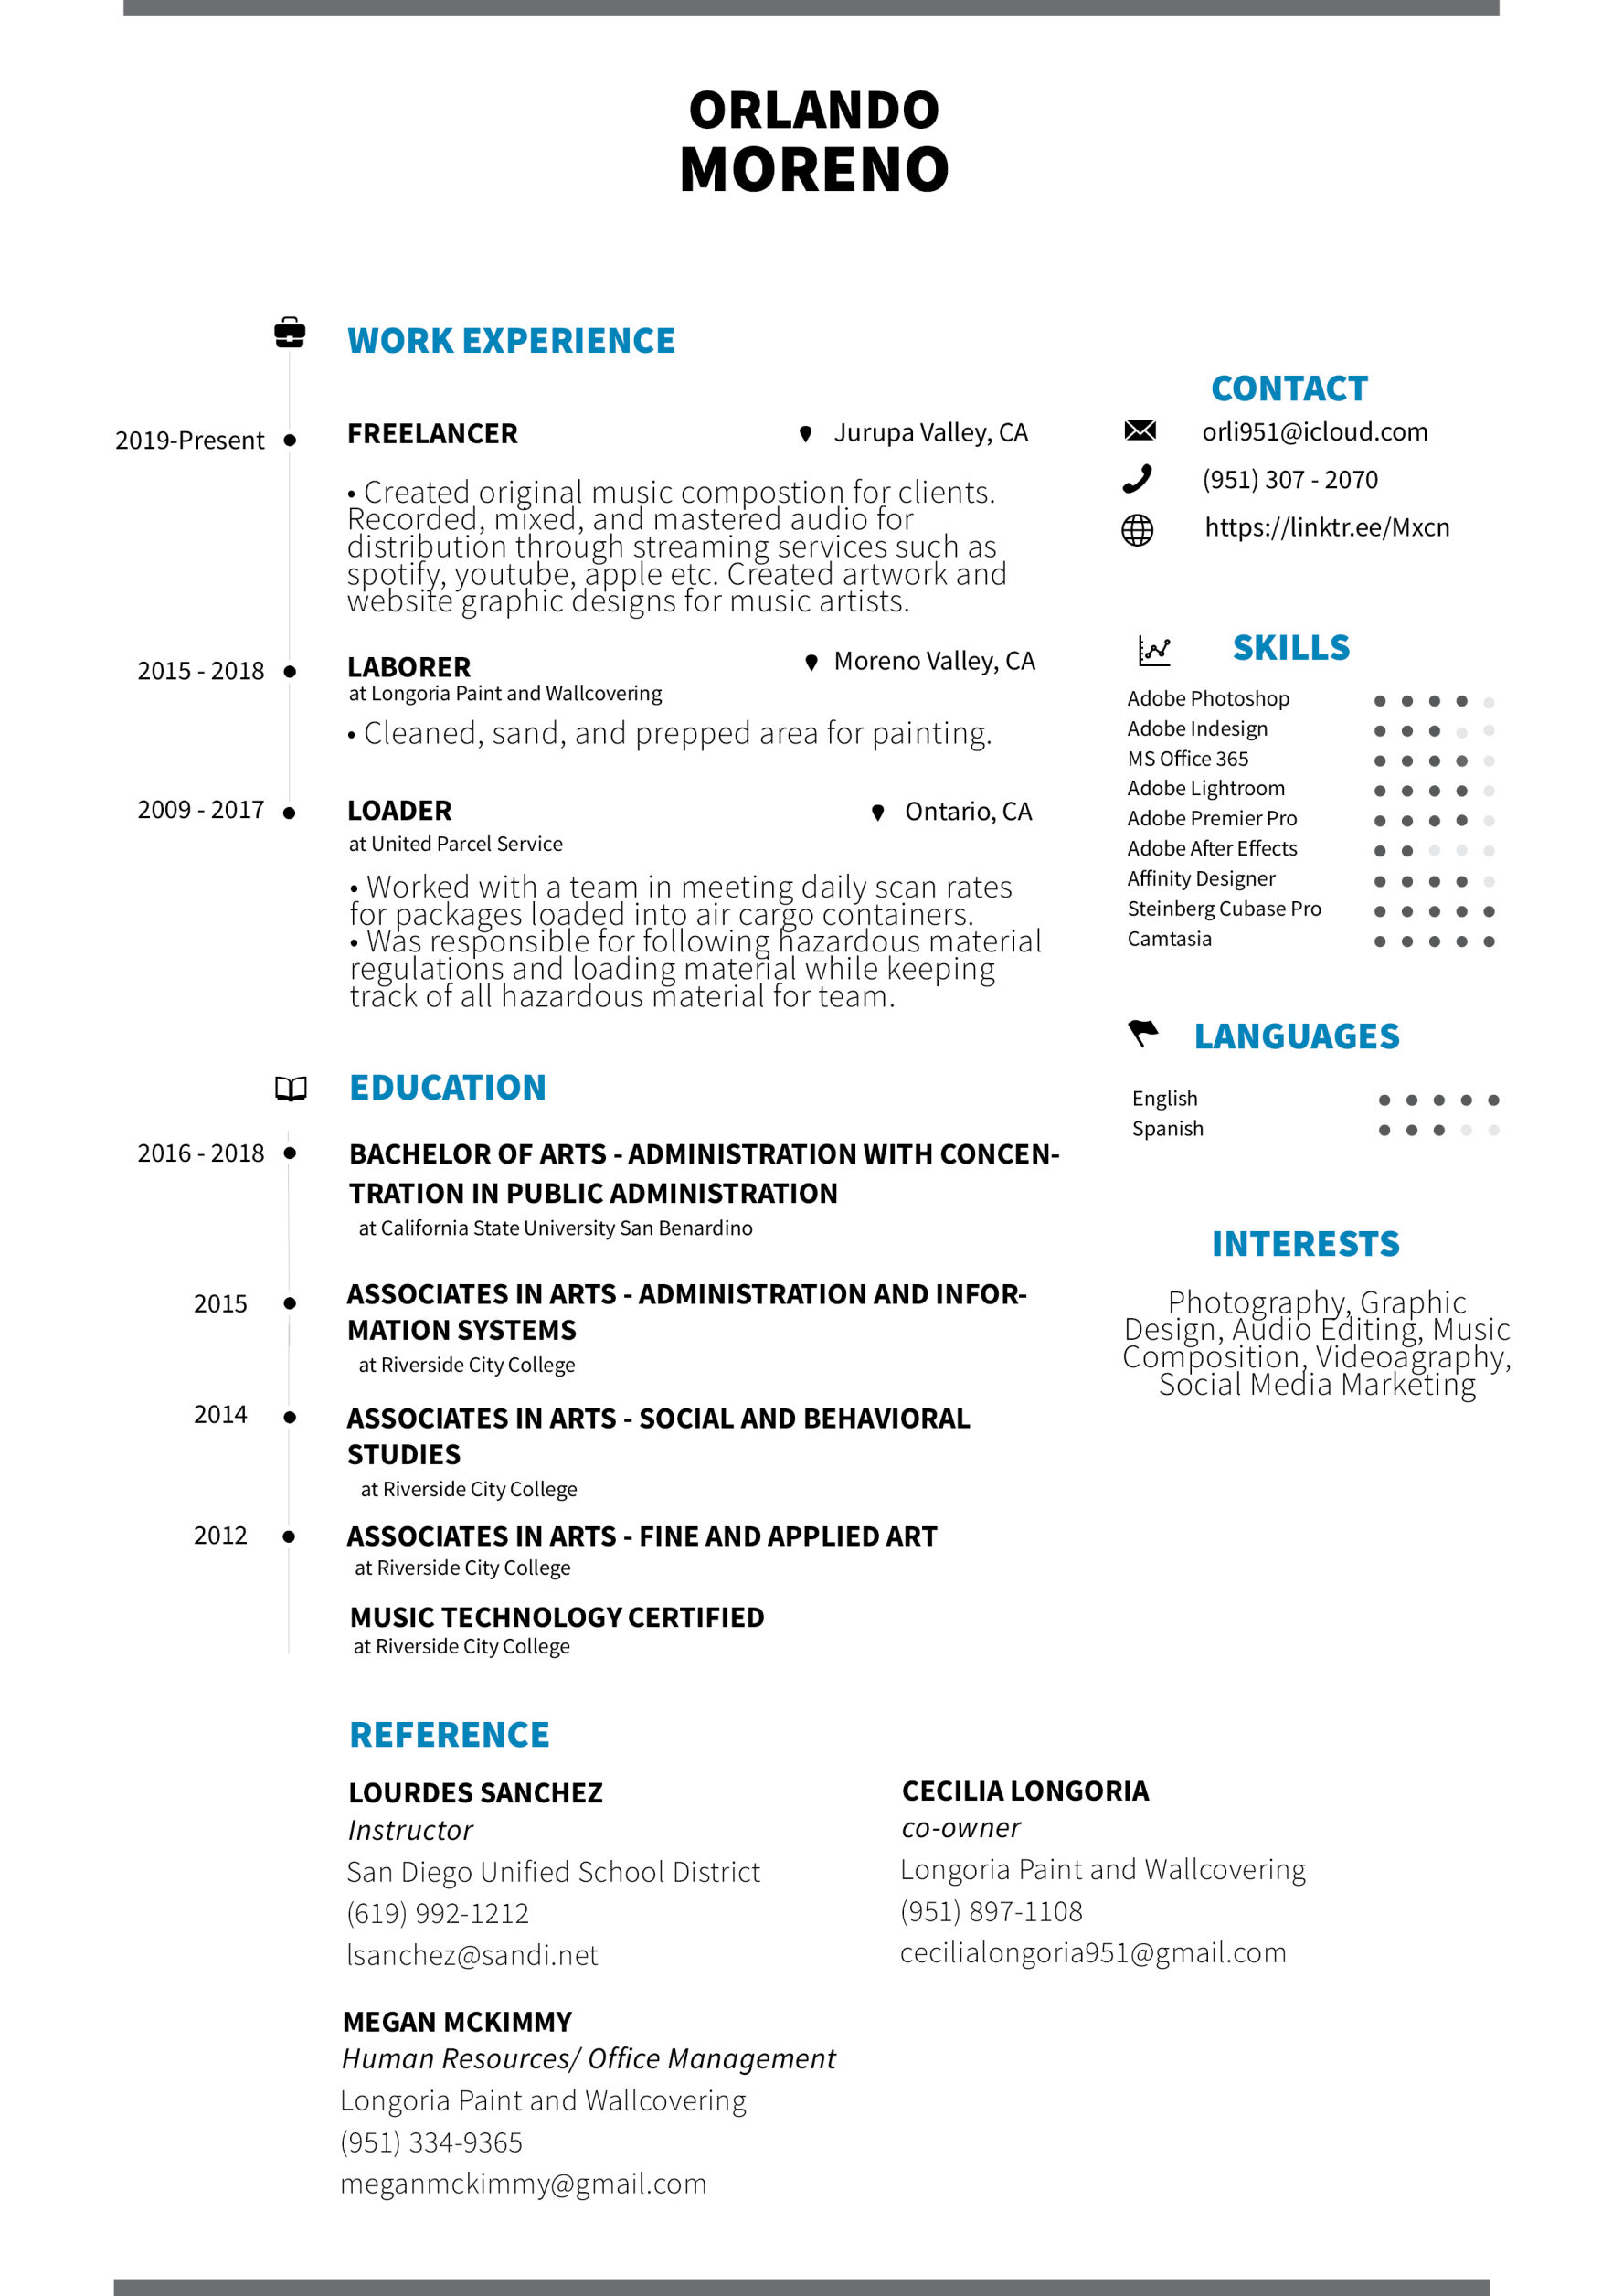 ORLANDO
MORENO
WORK EXPERIENCE
2019-Present
FREELANCER
Jurupa Valley, CA
• Created original music compostion for clients.
Recorded, mixed, and mastered audio for
distribution through streaming services such as
spotify, youtube, apple etc. Created artwork and
website graphic designs for music artists.
2015 - 2018
LABORER
Moreno Valley, CA
at Longoria Paint and Wallcovering
• Cleaned, sand, and prepped area for painting.
2009 - 2017
LOADER
Ontario, CA
at United Parcel Service
• Worked with a team in meeting daily scan rates
for packages loaded into air cargo containers.
• Was responsible for following hazardous material
regulations and loading material while keeping
track of all hazardous material for team.
EDUCATION
2016 - 2018
BACHELOR OF ARTS - ADMINISTRATION WITH CONCEN-
TRATION IN PUBLIC ADMINISTRATION
at California State University San Benardino
2015
ASSOCIATES IN ARTS - ADMINISTRATION AND INFOR-
MATION SYSTEMS
at Riverside City College
2014
ASSOCIATES IN ARTS - SOCIAL AND BEHAVIORAL
STUDIES
at Riverside City College
2012
ASSOCIATES IN ARTS - FINE AND APPLIED ART
at Riverside City College
MUSIC TECHNOLOGY CERTIFIED
at Riverside City College
REFERENCE
LOURDES SANCHEZ
Instructor
San Diego Unified School District
(619) 992-1212
lsanchez@sandi.net
CECILIA LONGORIA
co-owner
Longoria Paint and Wallcovering
(951) 897-1108
cecilialongoria951@gmail.com
MEGAN MCKIMMY
Human Resources/ Office Management
Longoria Paint and Wallcovering
(951) 334-9365
meganmckimmy@gmail.com
CONTACT
orli951@icloud.com
(951) 307 - 2070
https://linktr.ee/Mxcn
SKILLS
Adobe Photoshop
Adobe Indesign
MS Office 365
Adobe Lightroom
Adobe Premier Pro
Adobe After Effects
Affinity Designer
Steinberg Cubase Pro
Camtasia
LANGUAGES
English
Spanish
INTERESTS
Photography, Graphic
Design, Audio Editing, Music
Composition, Videoagraphy,
Social Media Marketing